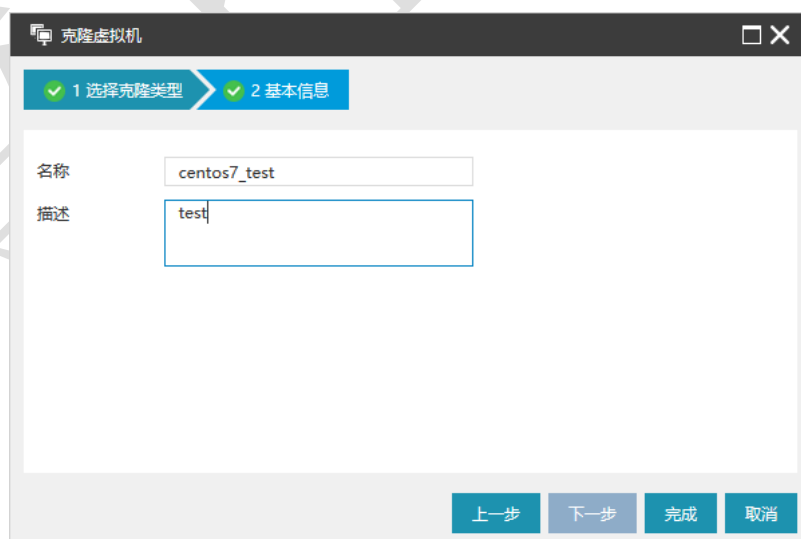 克隆虚拟机
1 选择克隆类型 2 基本信息
名称 centos7_test
描述 test
上一步 下一步 完成 取消